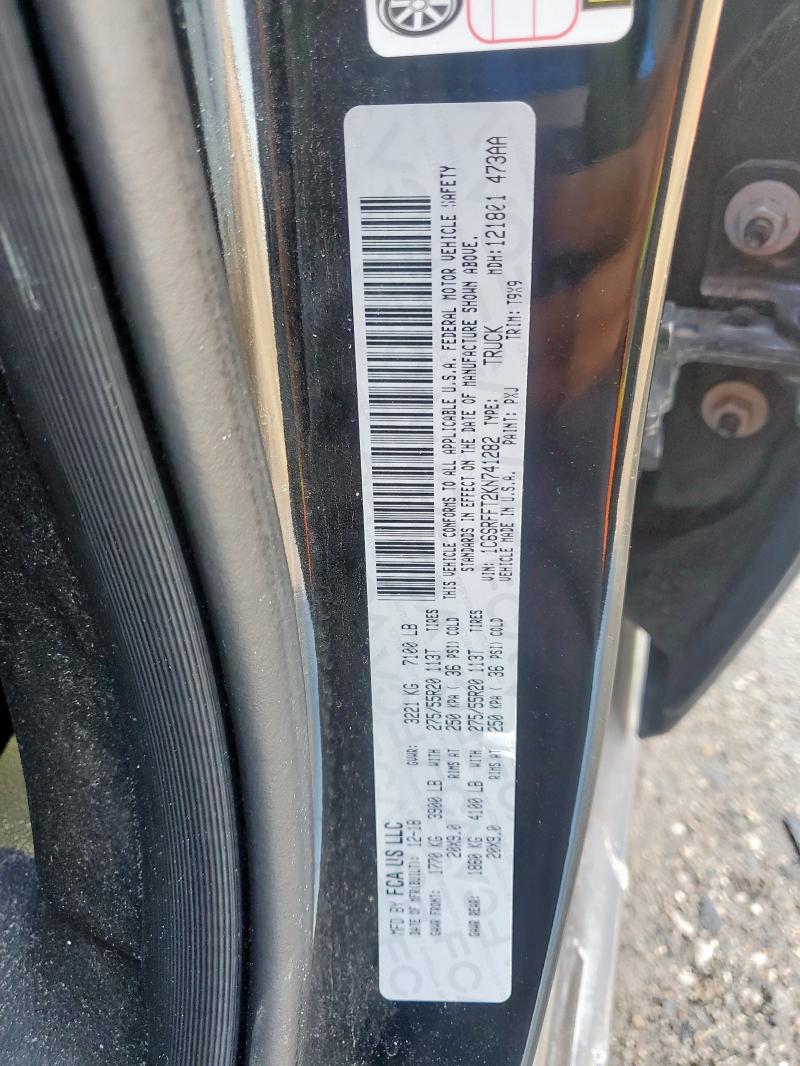 MFD BY FCA US LLC
DATE OF MFR(BUILT): 12-18 GVWR: 3221 KG 7100 LB
GAWR FRONT: 1770 KG 3900 LB WITH 275/55R20 113T TIRES
20X9.0 RIMS AT 250 KPA ( 36 PSI) COLD
GAWR REAR: 1860 KG 4100 LB WITH 275/55R20 113T TIRES
20X9.0 RIMS AT 250 KPA ( 36 PSI) COLD
THIS VEHICLE CONFORMS TO ALL APPLICABLE U.S.A. FEDERAL MOTOR VEHICLE SAFETY
STANDARDS IN EFFECT ON THE DATE OF MANUFACTURE SHOWN ABOVE.
VIN: 1C6SRFFT2KN741282 TYPE: TRUCK MDH: 121801 473AA
VEHICLE MADE IN U.S.A. PAINT: PXJ TRIM: T9X9